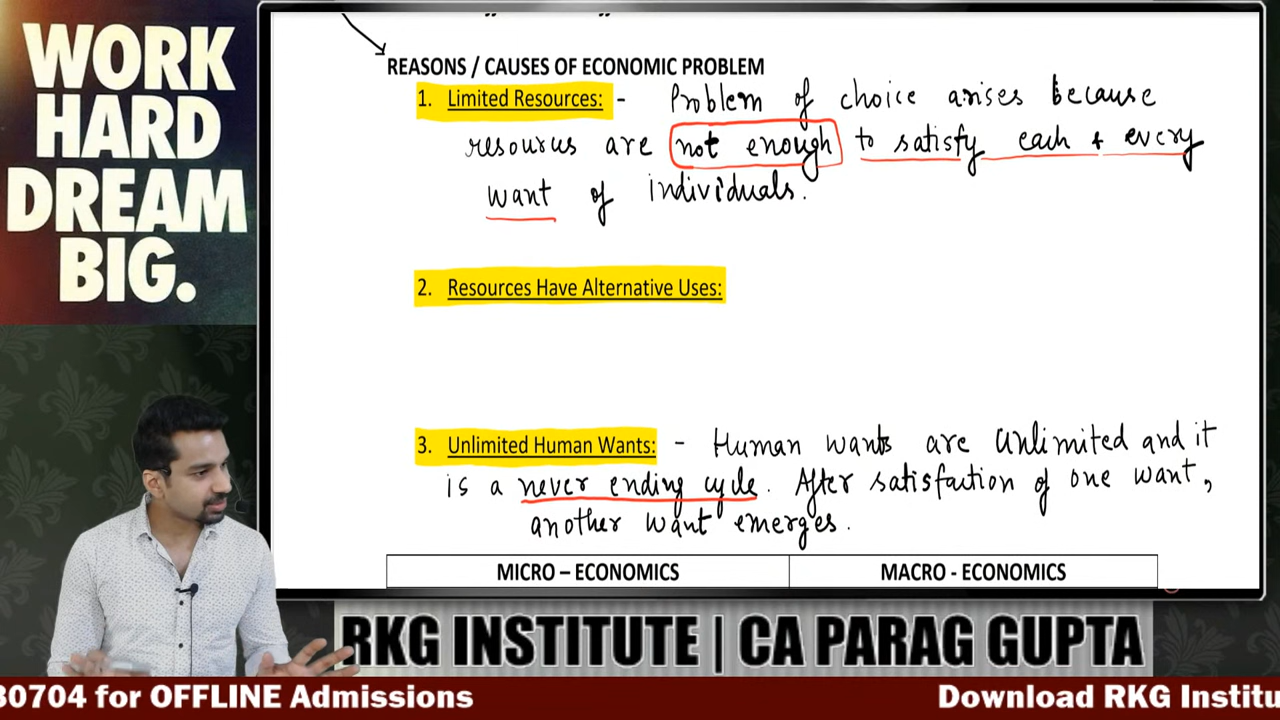 WORK
HARD
DREAM
BIG.
REASONS / CAUSES OF ECONOMIC PROBLEM
1. Limited Resources: - Problem of choice arises because
resources are not enough to satisfy each & every
want of individuals.
2. Resources Have Alternative Uses:
3. Unlimited Human Wants: - Human wants are unlimited and it
is a never ending cycle. After satisfaction of one want,
another want emerges.
MICRO – ECONOMICS MACRO - ECONOMICS
RKG INSTITUTE | CA PARAG GUPTA
30704 for OFFLINE Admissions Download RKG Institu